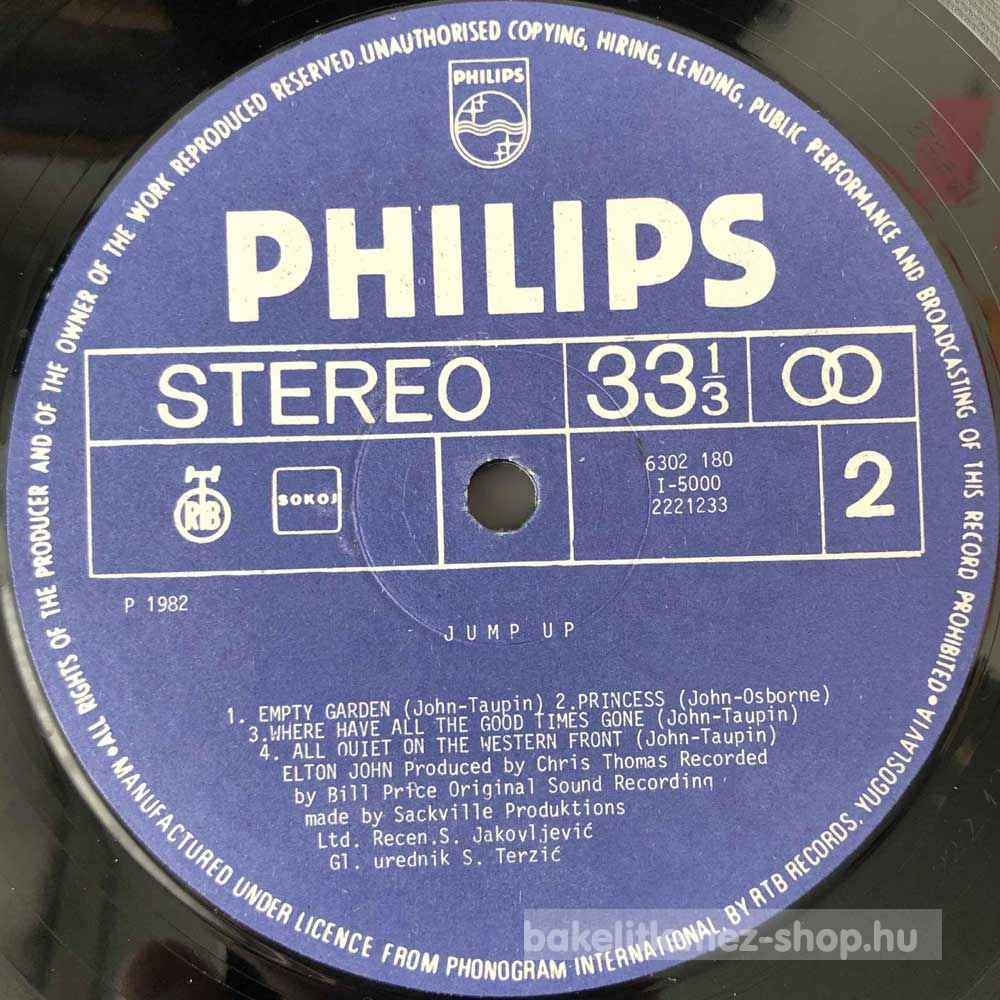 • ALL RIGHTS OF THE PRODUCER AND OF THE OWNER OF THE WORK REPRODUCED RESERVED.UNAUTHORISED COPYING, HIRING, LENDING, PUBLIC PERFORMANCE AND BROADCASTING OF THIS RECORD PROHIBITED •
PHILIPS
PHILIPS
STEREO 33 1/3
RTB SOKOJ
6302 180
I-5000
2221233
2
P 1982
JUMP UP
1. EMPTY GARDEN (John-Taupin) 2.PRINCESS (John-Osborne)
3.WHERE HAVE ALL THE GOOD TIMES GONE (John-Taupin)
4. ALL QUIET ON THE WESTERN FRONT (John-Taupin)
ELTON JOHN Produced by Chris Thomas Recorded
by Bill Price Original Sound Recording
made by Sackville Produktions
Ltd. Recen.S. Jakovljević
Gl. urednik S. Terzić
MANUFACTURED UNDER LICENCE FROM PHONOGRAM INTERNATIONAL, BY RTB RECORDS, YUGOSLAVIA •
bakelitlemez-shop.hu